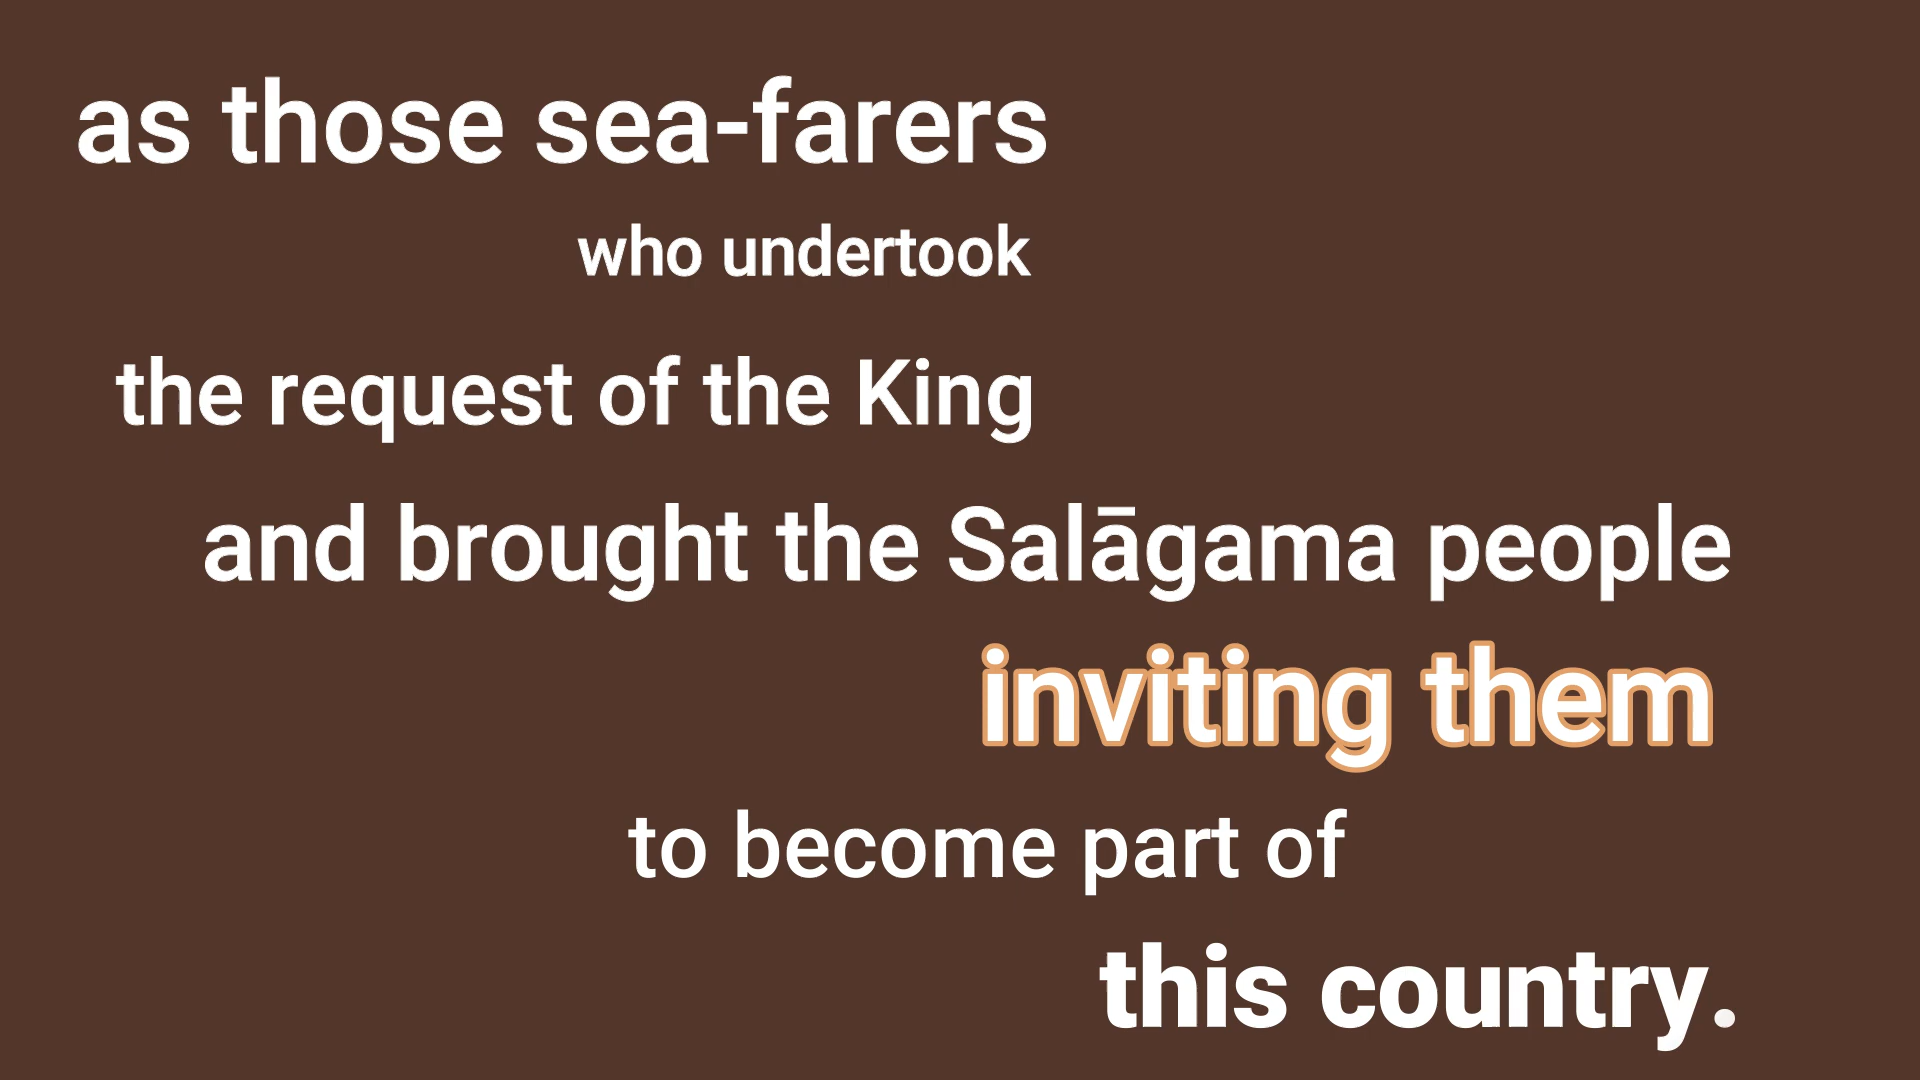 as those sea-farers
who undertook
the request of the King
and brought the Salāgama people
inviting them
to become part of
this country.